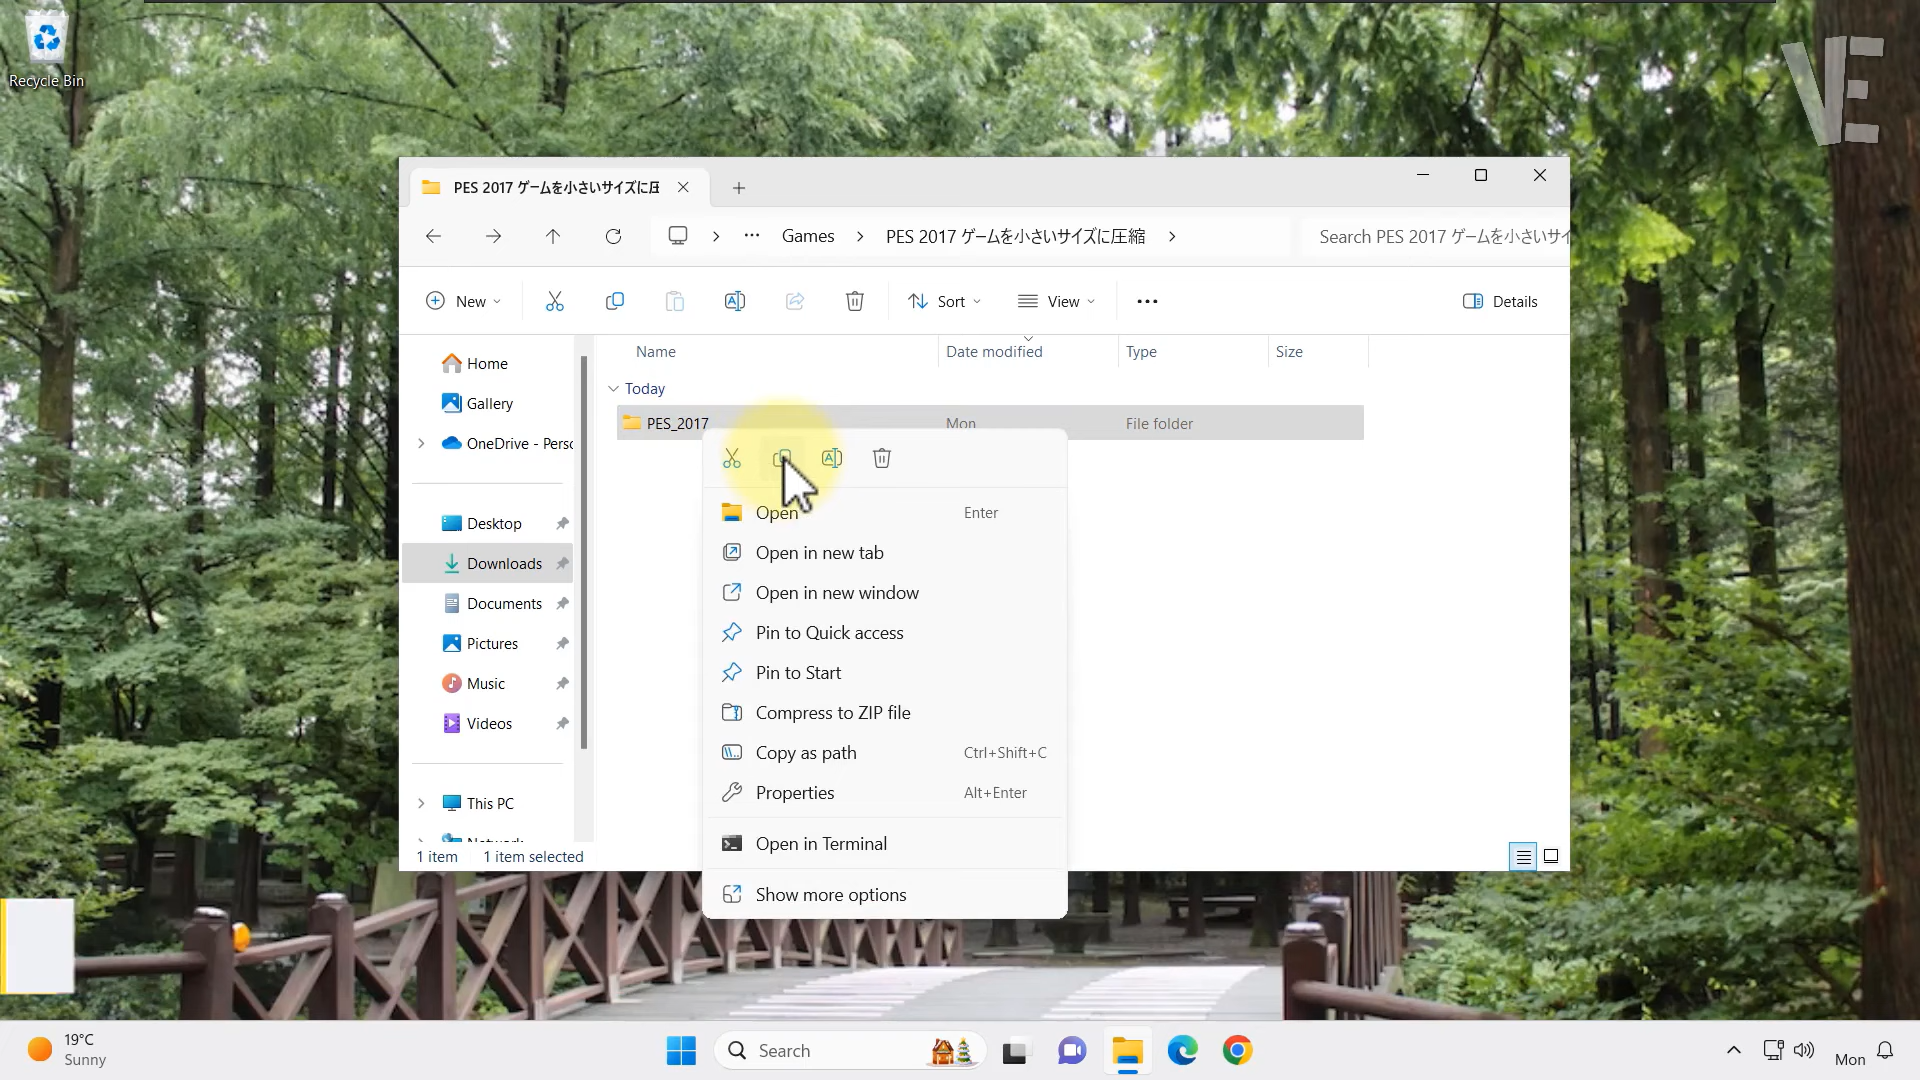 Recycle Bin
VE
PES 2017 ゲームを小さいサイズに圧
Games
PES 2017 ゲームを小さいサイズに圧縮
Search PES 2017 ゲームを小さいサイ
New
Sort
View
Details
Name
Date modified
Type
Size
Today
PES_2017
Mon
File folder
Home
Gallery
OneDrive - Perso
Desktop
Downloads
Documents
Pictures
Music
Videos
This PC
Network
1 item
1 item selected
Open
Enter
Open in new tab
Open in new window
Pin to Quick access
Pin to Start
Compress to ZIP file
Copy as path
Ctrl+Shift+C
Properties
Alt+Enter
Open in Terminal
Show more options
19°C
Sunny
Search
Mon